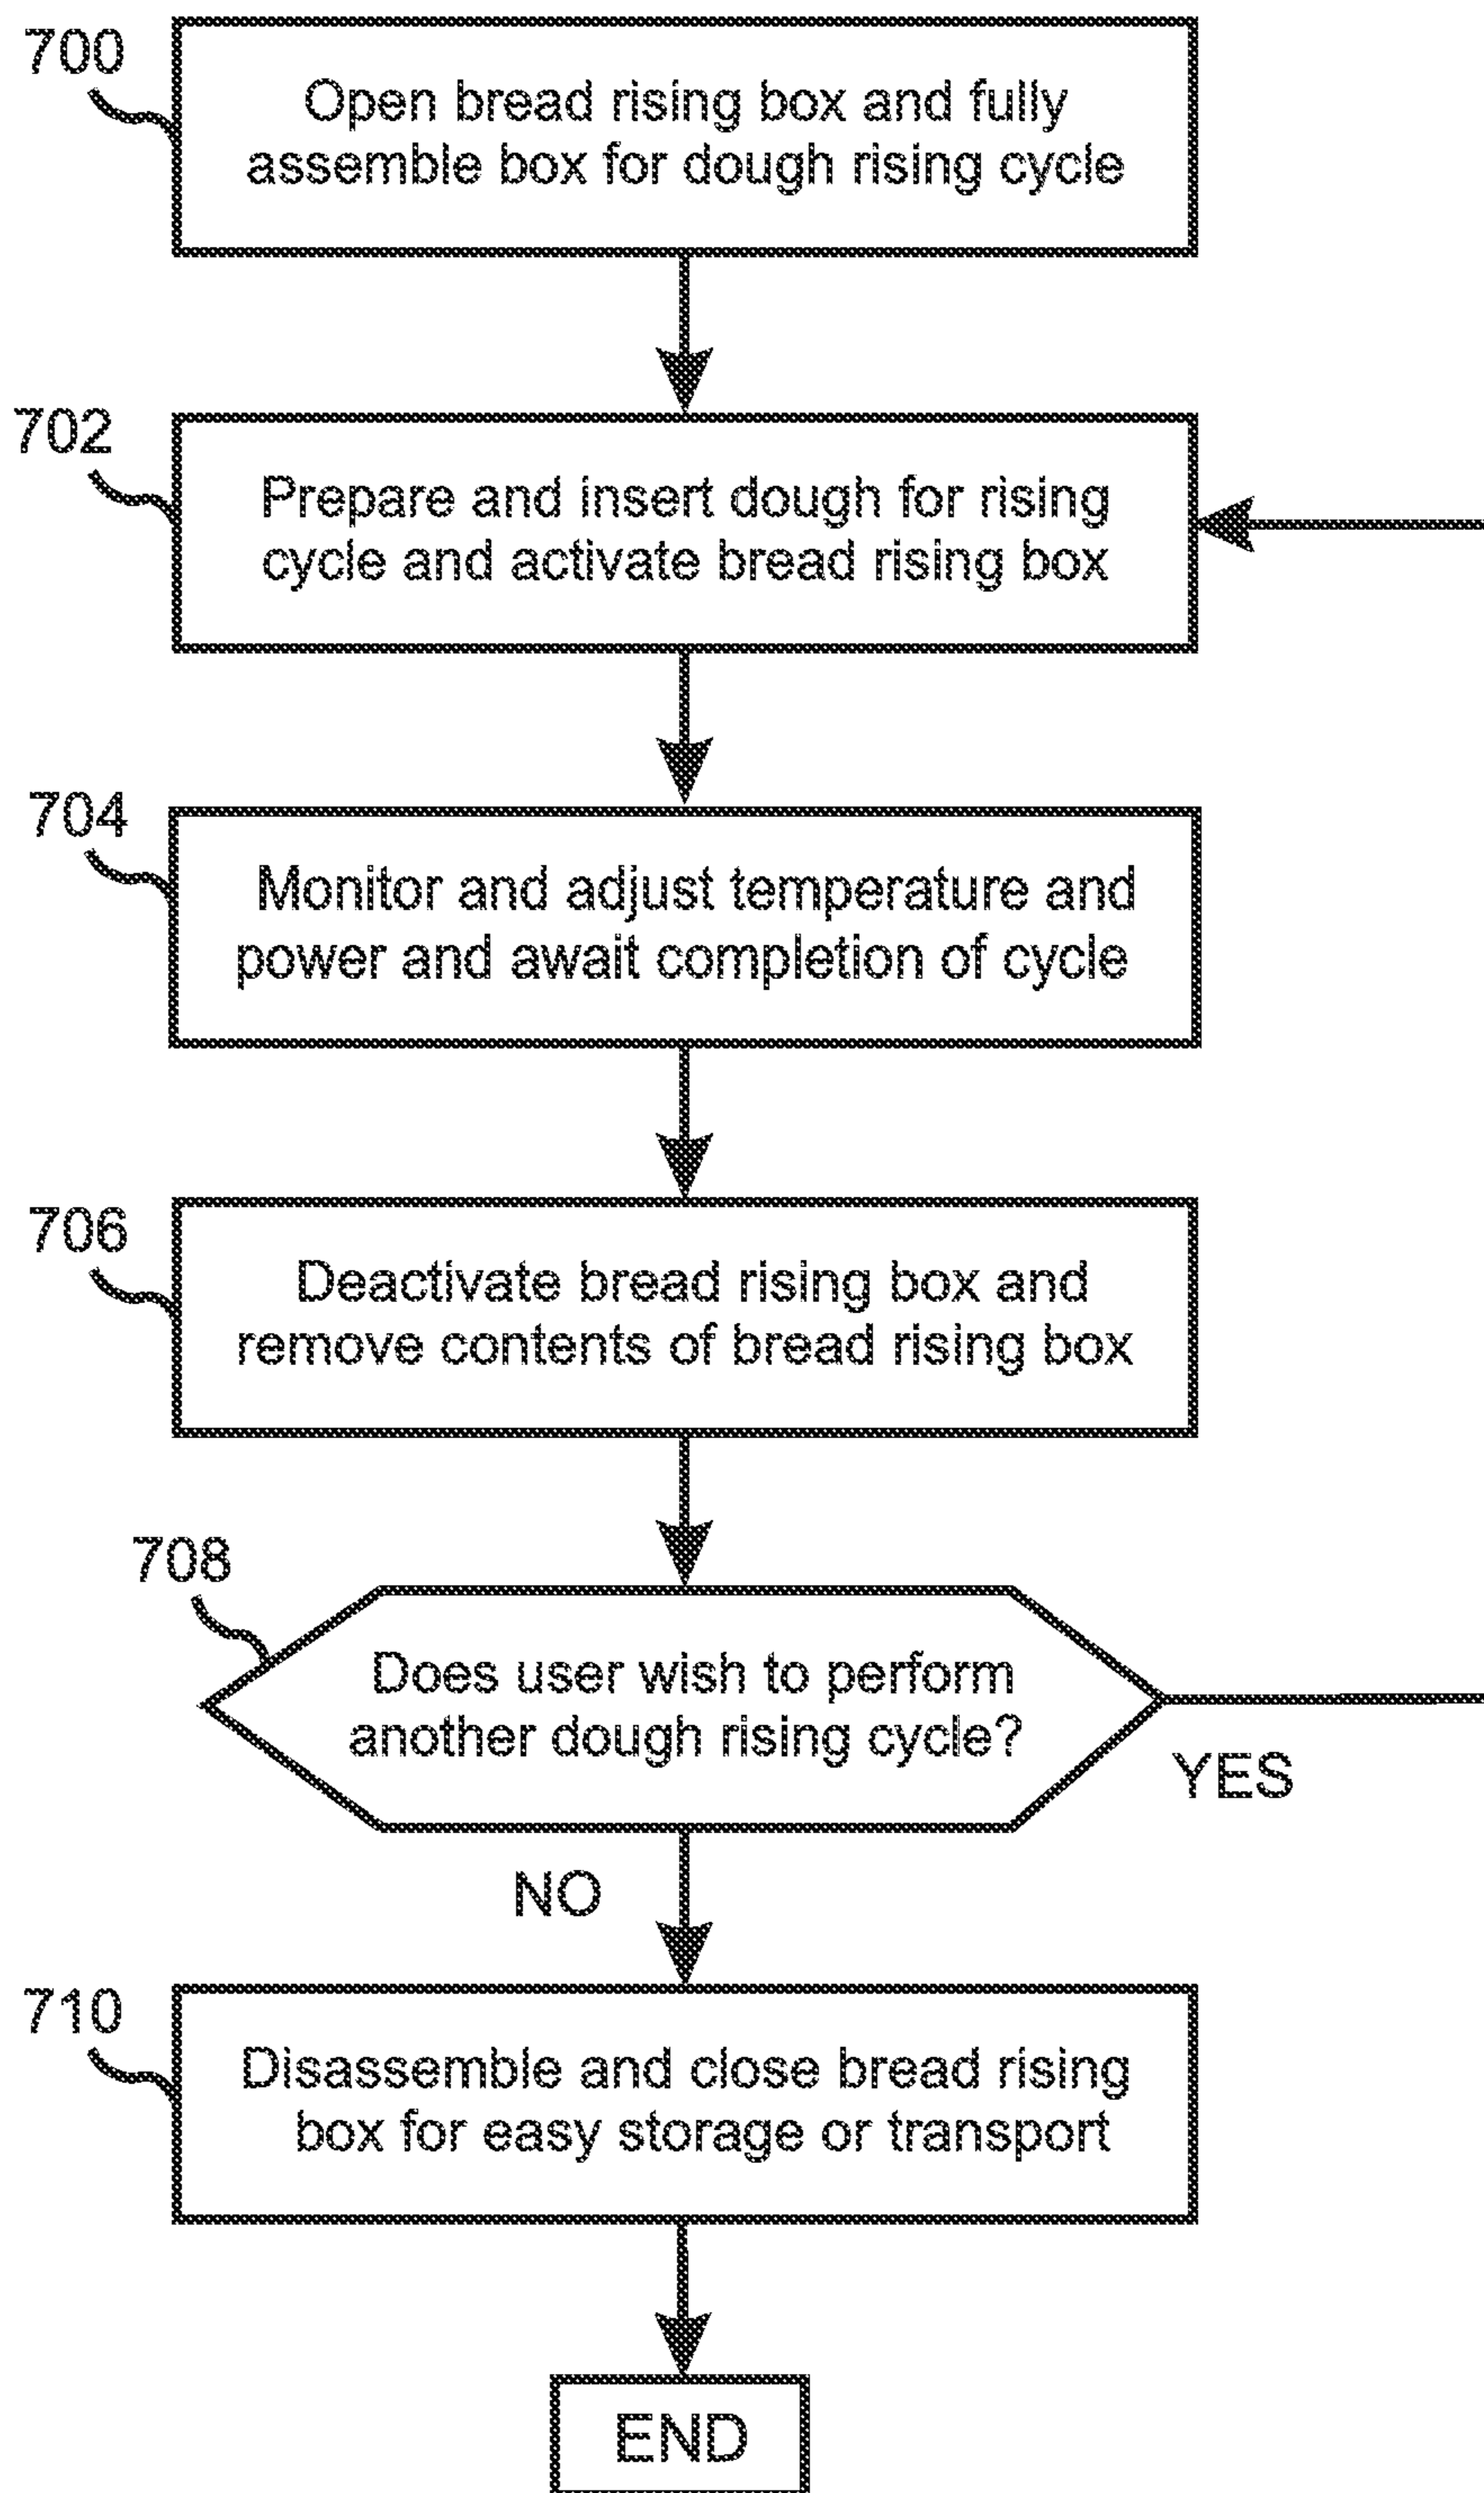 700
Open bread rising box and fully
assemble box for dough rising cycle
702
Prepare and insert dough for rising
cycle and activate bread rising box
704
Monitor and adjust temperature and
power and await completion of cycle
706
Deactivate bread rising box and
remove contents of bread rising box
708
Does user wish to perform
another dough rising cycle?
YES
NO
710
Disassemble and close bread rising
box for easy storage or transport
END